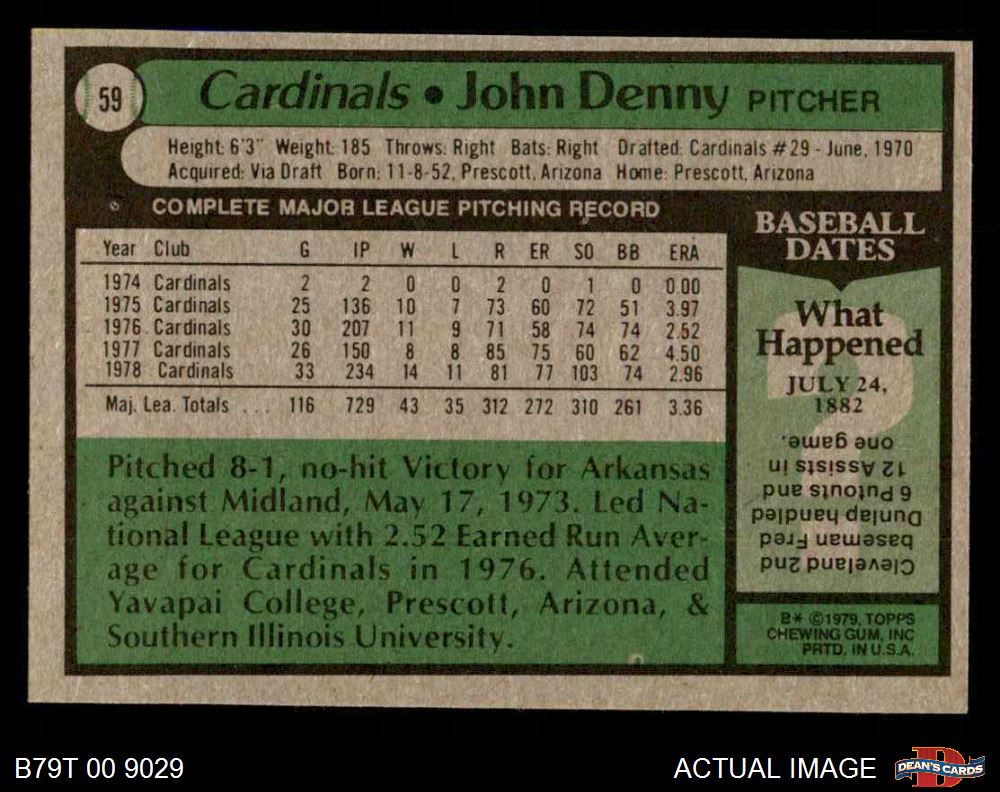 59
Cardinals • John Denny PITCHER
Height: 6'3" Weight: 185 Throws: Right Bats: Right Drafted: Cardinals #29 - June, 1970
Acquired: Via Draft Born: 11-8-52, Prescott, Arizona Home: Prescott, Arizona
COMPLETE MAJOR LEAGUE PITCHING RECORD
Year Club G IP W L R ER SO BB ERA
1974 Cardinals 2 2 0 0 2 0 1 0 0.00
1975 Cardinals 25 136 10 7 73 60 72 51 3.97
1976 Cardinals 30 207 11 9 71 58 74 74 2.52
1977 Cardinals 26 150 8 8 85 75 60 62 4.50
1978 Cardinals 33 234 14 11 81 77 103 74 2.96
Maj. Lea. Totals ... 116 729 43 35 312 272 310 261 3.36
Pitched 8-1, no-hit Victory for Arkansas
against Midland, May 17, 1973. Led Na-
tional League with 2.52 Earned Run Aver-
age for Cardinals in 1976. Attended
Yavapai College, Prescott, Arizona, &
Southern Illinois University.
BASEBALL
DATES
What
Happened
JULY 24,
1882
Cleveland 2nd
baseman Fred
Dunlap handled
6 Putouts and
12 Assists in
one game.
B* ©1979, TOPPS
CHEWING GUM, INC
PRTD. IN U.S.A.
B79T 00 9029
ACTUAL IMAGE
DEAN'S CARDS